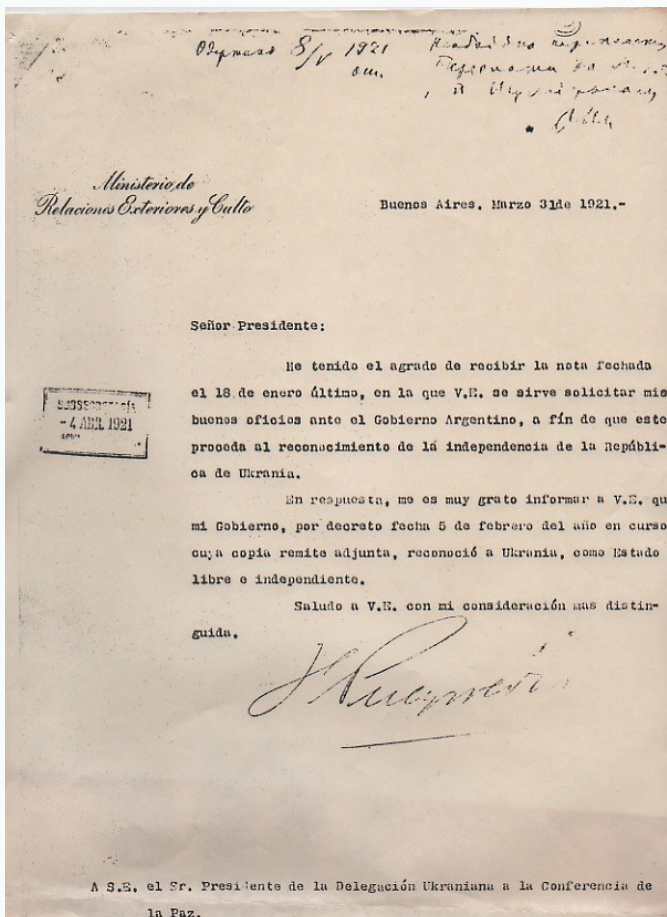 8/V 1921
Ministerio de
Relaciones Exteriores y Culto
Buenos Aires, Marzo 31de 1921.-
Señor Presidente:
He tenido el agrado de recibir la nota fechada
el 18 de enero último, en la que V.E. se sirve solicitar mis
buenos oficios ante el Gobierno Argentino, a fin de que este
proceda al reconocimiento de lá independencia de la Repúbli-
ca de Ukrania.
En respuesta, me es muy grato informar a V.E. qu
mi Gobierno, por decreto fecha 5 de febrero del año en curso
cuya copia remite adjunta, reconoció a Ukrania, como Estado
libre e independiente.
Saludo a V.E. con mi consideración mas distin-
guida.
- 4 ABR. 1921
A S.E. el Sr. Presidente de la Delegación Ukraniana a la Conferencia de
la Paz.